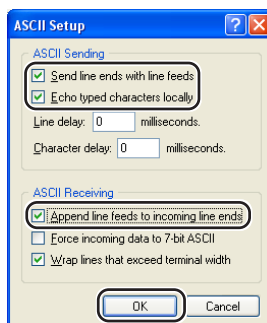 ASCII Setup
ASCII Sending
Send line ends with line feeds
Echo typed characters locally
Line delay: 0 milliseconds.
Character delay: 0 milliseconds.
ASCII Receiving
Append line feeds to incoming line ends
Force incoming data to 7-bit ASCII
Wrap lines that exceed terminal width
OK Cancel